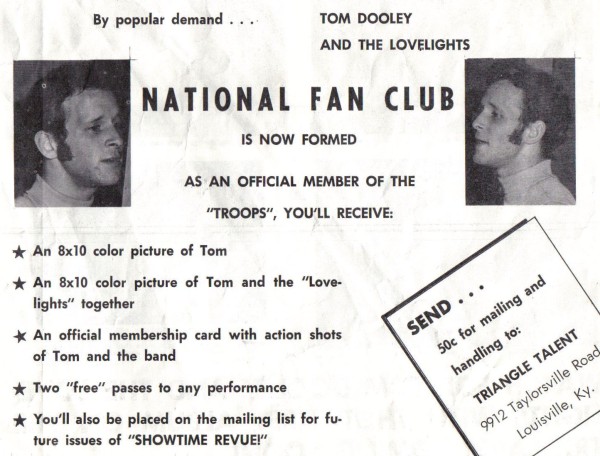 By popular demand . . .
TOM DOOLEY
AND THE LOVELIGHTS
NATIONAL FAN CLUB
IS NOW FORMED
AS AN OFFICIAL MEMBER OF THE
"TROOPS", YOU'LL RECEIVE:
★ An 8x10 color picture of Tom
★ An 8x10 color picture of Tom and the "Love-
lights" together
★ An official membership card with action shots
of Tom and the band
★ Two "free" passes to any performance
★ You'll also be placed on the mailing list for fu-
ture issues of "SHOWTIME REVUE!"
SEND . . .
50c for mailing and
handling to:
TRIANGLE TALENT
9912 Taylorsville Road
Louisville, Ky.